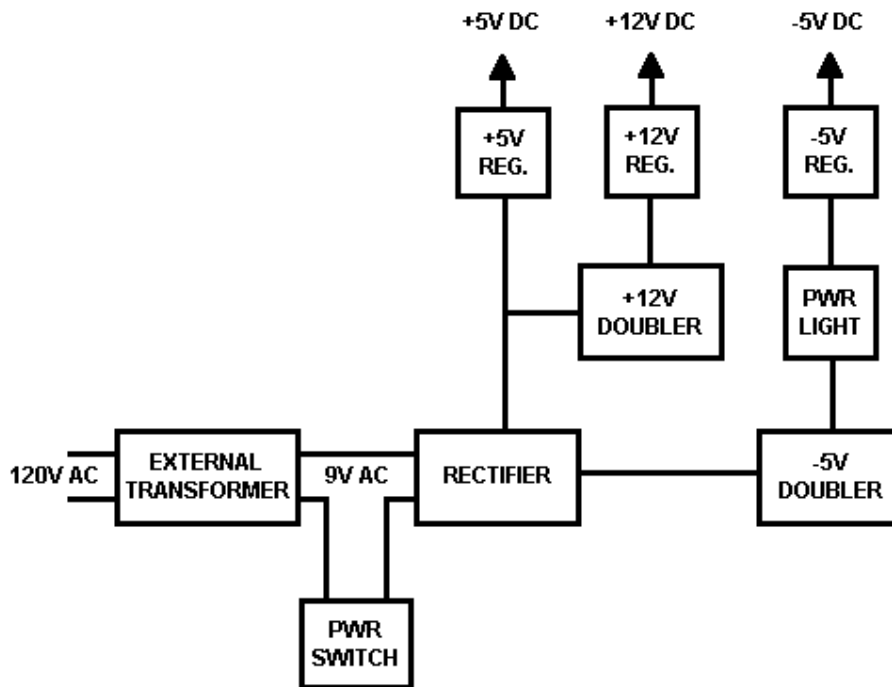 +5V DC
+12V DC
-5V DC
+5V
REG.
+12V
REG.
-5V
REG.
+12V
DOUBLER
PWR
LIGHT
120V AC
EXTERNAL
TRANSFORMER
9V AC
RECTIFIER
-5V
DOUBLER
PWR
SWITCH